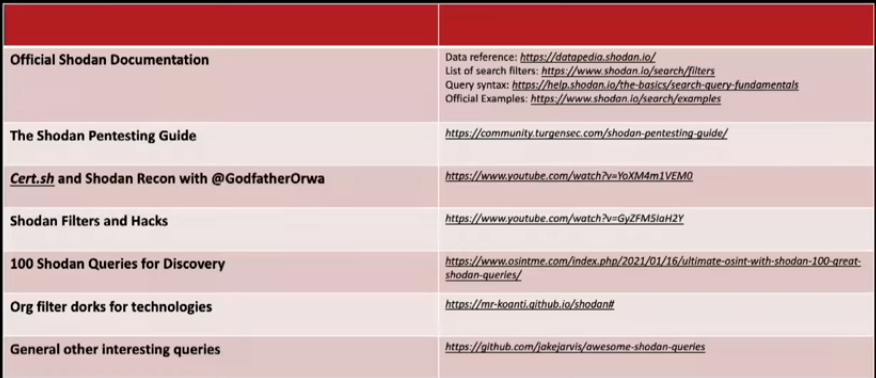 Official Shodan Documentation
Data reference: https://datapedia.shodan.io/
List of search filters: https://www.shodan.io/search/filters
Query syntax: https://help.shodan.io/the-basics/search-query-fundamentals
Official Examples: https://www.shodan.io/search/examples
The Shodan Pentesting Guide
https://community.turgensec.com/shodan-pentesting-guide/
Cert.sh and Shodan Recon with @GodfatherOrwa
https://www.youtube.com/watch?v=YoXM4m1VEM0
Shodan Filters and Hacks
https://www.youtube.com/watch?v=GyZFM5IaH2Y
100 Shodan Queries for Discovery
https://www.osintme.com/index.php/2021/01/16/ultimate-osint-with-shodan-100-great-
shodan-queries/
Org filter dorks for technologies
https://mr-koanti.github.io/shodan#
General other interesting queries
https://github.com/jakejarvis/awesome-shodan-queries